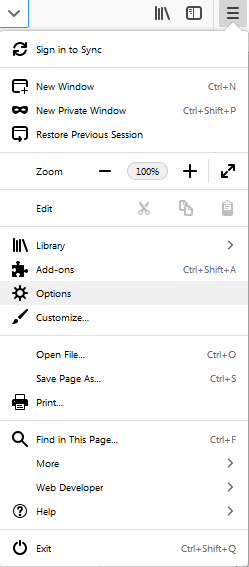 Sign in to Sync
New Window Ctrl+N
New Private Window Ctrl+Shift+P
Restore Previous Session
Zoom 100%
Edit
Library
Add-ons Ctrl+Shift+A
Options
Customize...
Open File... Ctrl+O
Save Page As... Ctrl+S
Print...
Find in This Page... Ctrl+F
More
Web Developer
Help
Exit Ctrl+Shift+Q